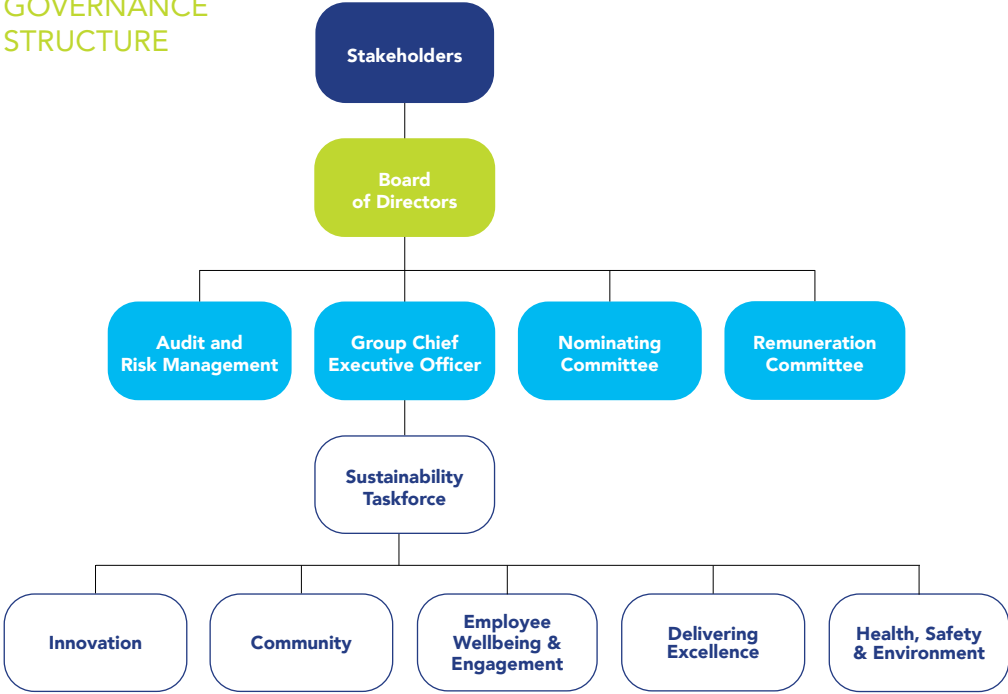 GOVERNANCE
STRUCTURE
Stakeholders
Board
of Directors
Audit and
Risk Management
Group Chief
Executive Officer
Nominating
Committee
Remuneration
Committee
Sustainability
Taskforce
Innovation
Community
Employee
Wellbeing &
Engagement
Delivering
Excellence
Health, Safety
& Environment